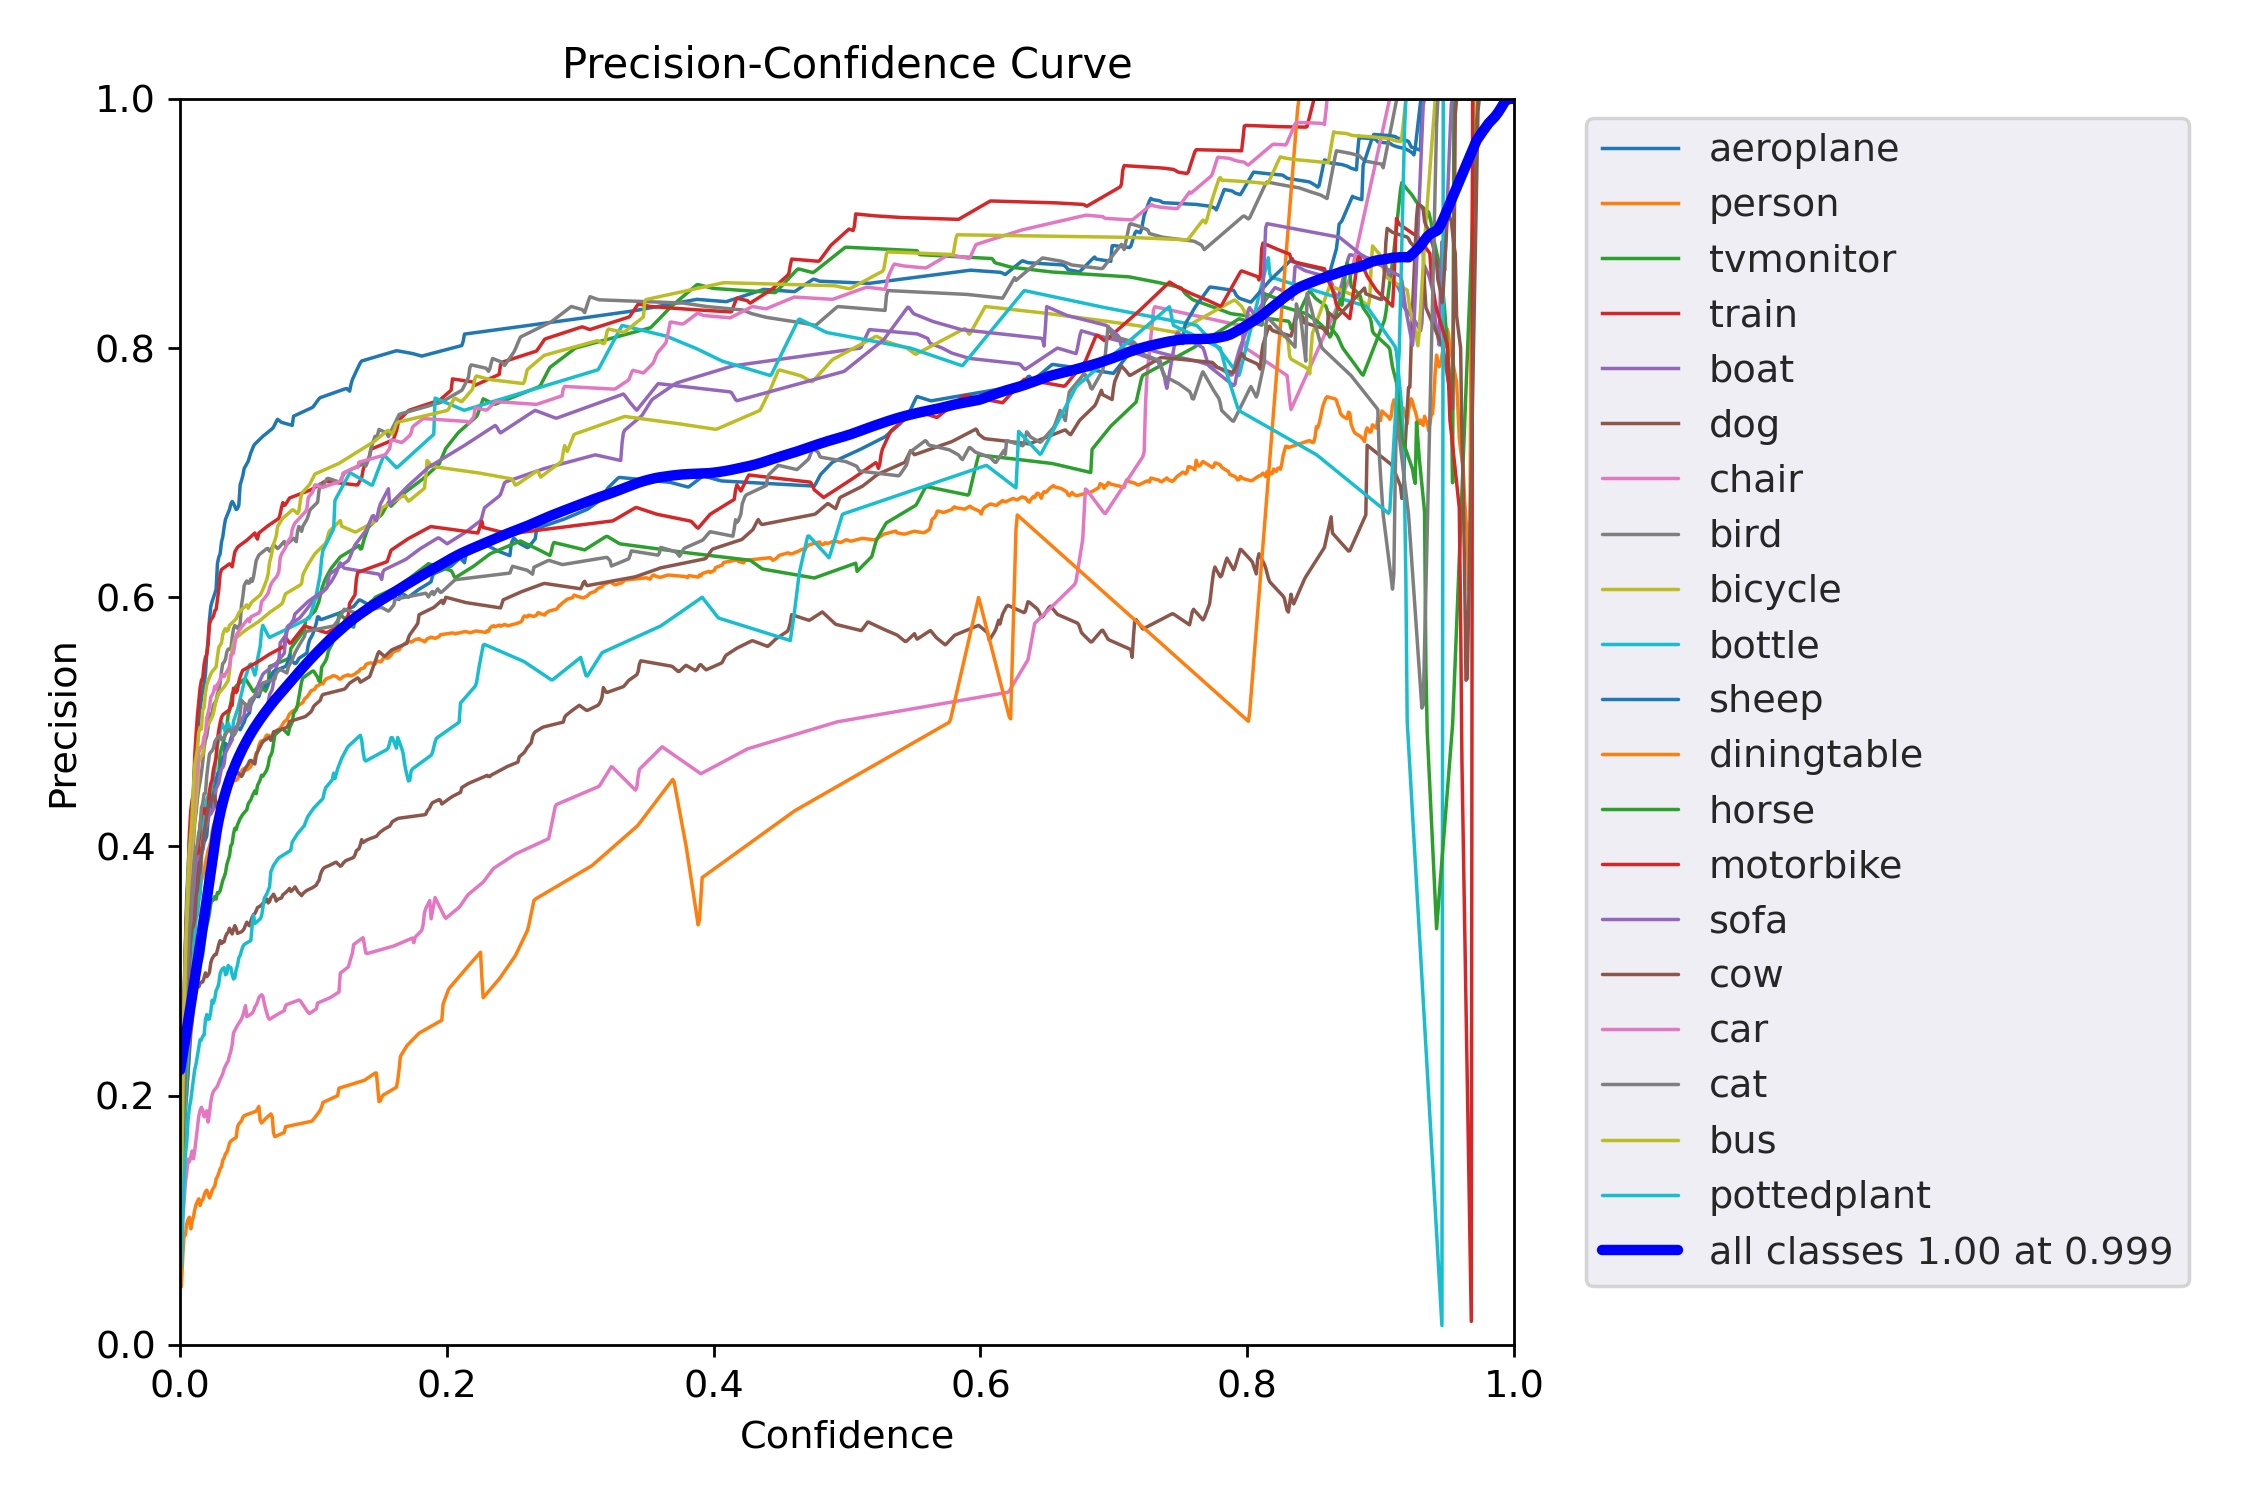 Precision-Confidence Curve
1.0
0.8
0.6
0.4
0.2
0.0
Precision
0.0 0.2 0.4 0.6 0.8 1.0
Confidence
aeroplane
person
tvmonitor
train
boat
dog
chair
bird
bicycle
bottle
sheep
diningtable
horse
motorbike
sofa
cow
car
cat
bus
pottedplant
all classes 1.00 at 0.999